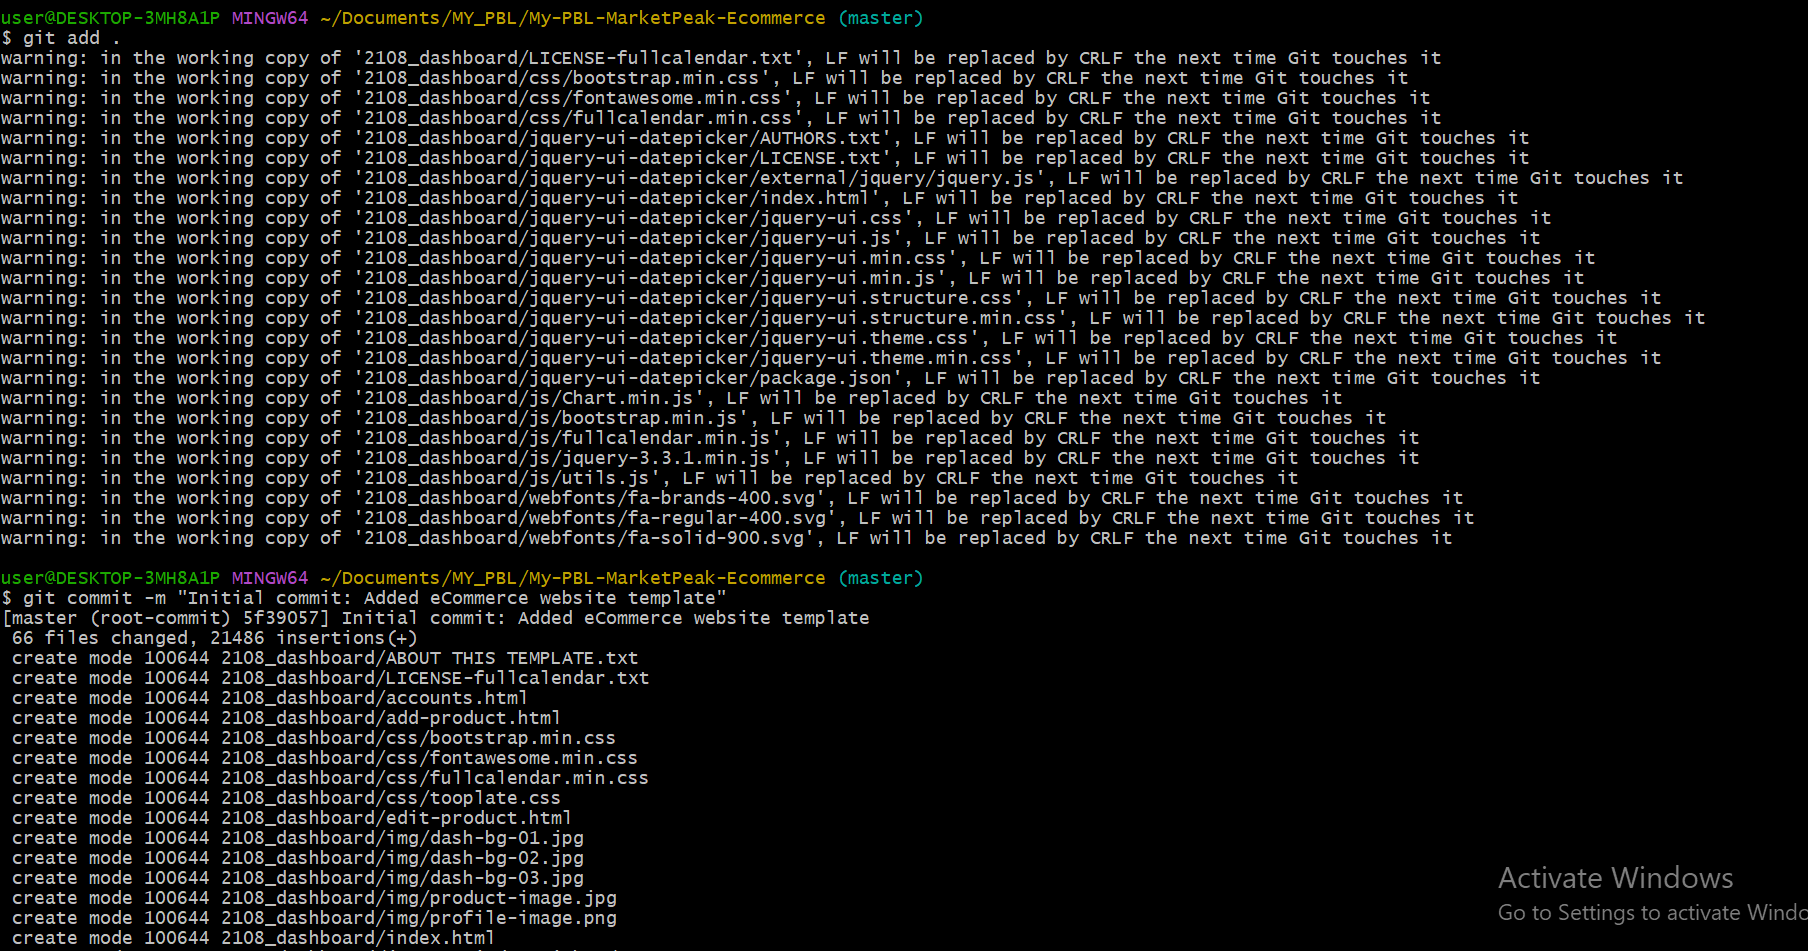 user@DESKTOP-3MH8A1P MINGW64 ~/Documents/MY_PBL/My-PBL-MarketPeak-Ecommerce (master)
$ git add .
warning: in the working copy of '2108_dashboard/LICENSE-fullcalendar.txt', LF will be replaced by CRLF the next time Git touches it
warning: in the working copy of '2108_dashboard/css/bootstrap.min.css', LF will be replaced by CRLF the next time Git touches it
warning: in the working copy of '2108_dashboard/css/fontawesome.min.css', LF will be replaced by CRLF the next time Git touches it
warning: in the working copy of '2108_dashboard/css/fullcalendar.min.css', LF will be replaced by CRLF the next time Git touches it
warning: in the working copy of '2108_dashboard/jquery-ui-datepicker/AUTHORS.txt', LF will be replaced by CRLF the next time Git touches it
warning: in the working copy of '2108_dashboard/jquery-ui-datepicker/LICENSE.txt', LF will be replaced by CRLF the next time Git touches it
warning: in the working copy of '2108_dashboard/jquery-ui-datepicker/external/jquery/jquery.js', LF will be replaced by CRLF the next time Git touches it
warning: in the working copy of '2108_dashboard/jquery-ui-datepicker/index.html', LF will be replaced by CRLF the next time Git touches it
warning: in the working copy of '2108_dashboard/jquery-ui-datepicker/jquery-ui.css', LF will be replaced by CRLF the next time Git touches it
warning: in the working copy of '2108_dashboard/jquery-ui-datepicker/jquery-ui.js', LF will be replaced by CRLF the next time Git touches it
warning: in the working copy of '2108_dashboard/jquery-ui-datepicker/jquery-ui.min.css', LF will be replaced by CRLF the next time Git touches it
warning: in the working copy of '2108_dashboard/jquery-ui-datepicker/jquery-ui.min.js', LF will be replaced by CRLF the next time Git touches it
warning: in the working copy of '2108_dashboard/jquery-ui-datepicker/jquery-ui.structure.css', LF will be replaced by CRLF the next time Git touches it
warning: in the working copy of '2108_dashboard/jquery-ui-datepicker/jquery-ui.structure.min.css', LF will be replaced by CRLF the next time Git touches it
warning: in the working copy of '2108_dashboard/jquery-ui-datepicker/jquery-ui.theme.css', LF will be replaced by CRLF the next time Git touches it
warning: in the working copy of '2108_dashboard/jquery-ui-datepicker/jquery-ui.theme.min.css', LF will be replaced by CRLF the next time Git touches it
warning: in the working copy of '2108_dashboard/jquery-ui-datepicker/package.json', LF will be replaced by CRLF the next time Git touches it
warning: in the working copy of '2108_dashboard/js/Chart.min.js', LF will be replaced by CRLF the next time Git touches it
warning: in the working copy of '2108_dashboard/js/bootstrap.min.js', LF will be replaced by CRLF the next time Git touches it
warning: in the working copy of '2108_dashboard/js/fullcalendar.min.js', LF will be replaced by CRLF the next time Git touches it
warning: in the working copy of '2108_dashboard/js/jquery-3.3.1.min.js', LF will be replaced by CRLF the next time Git touches it
warning: in the working copy of '2108_dashboard/js/utils.js', LF will be replaced by CRLF the next time Git touches it
warning: in the working copy of '2108_dashboard/webfonts/fa-brands-400.svg', LF will be replaced by CRLF the next time Git touches it
warning: in the working copy of '2108_dashboard/webfonts/fa-regular-400.svg', LF will be replaced by CRLF the next time Git touches it
warning: in the working copy of '2108_dashboard/webfonts/fa-solid-900.svg', LF will be replaced by CRLF the next time Git touches it
user@DESKTOP-3MH8A1P MINGW64 ~/Documents/MY_PBL/My-PBL-MarketPeak-Ecommerce (master)
$ git commit -m "Initial commit: Added eCommerce website template"
[master (root-commit) 5f39057] Initial commit: Added eCommerce website template
 66 files changed, 21486 insertions(+)
 create mode 100644 2108_dashboard/ABOUT THIS TEMPLATE.txt
 create mode 100644 2108_dashboard/LICENSE-fullcalendar.txt
 create mode 100644 2108_dashboard/accounts.html
 create mode 100644 2108_dashboard/add-product.html
 create mode 100644 2108_dashboard/css/bootstrap.min.css
 create mode 100644 2108_dashboard/css/fontawesome.min.css
 create mode 100644 2108_dashboard/css/fullcalendar.min.css
 create mode 100644 2108_dashboard/css/tooplate.css
 create mode 100644 2108_dashboard/edit-product.html
 create mode 100644 2108_dashboard/img/dash-bg-01.jpg
 create mode 100644 2108_dashboard/img/dash-bg-02.jpg
 create mode 100644 2108_dashboard/img/dash-bg-03.jpg
 create mode 100644 2108_dashboard/img/product-image.jpg
 create mode 100644 2108_dashboard/img/profile-image.png
 create mode 100644 2108_dashboard/index.html
Activate Windows
Go to Settings to activate Windo